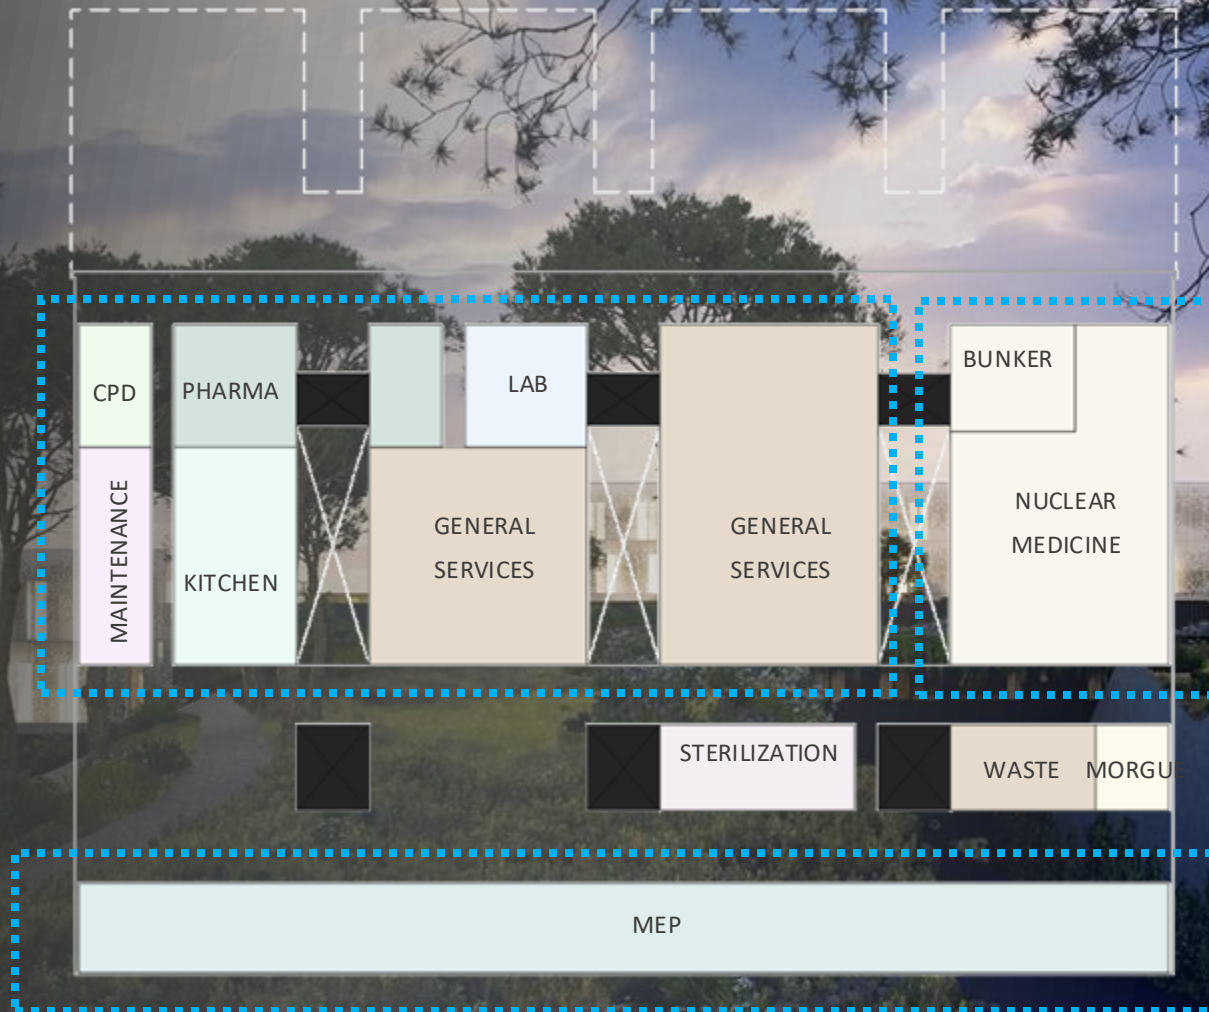 CPD
PHARMA
LAB
BUNKER
MAINTENANCE
KITCHEN
GENERAL
SERVICES
GENERAL
SERVICES
NUCLEAR
MEDICINE
STERILIZATION
WASTE
MORGU
MEP